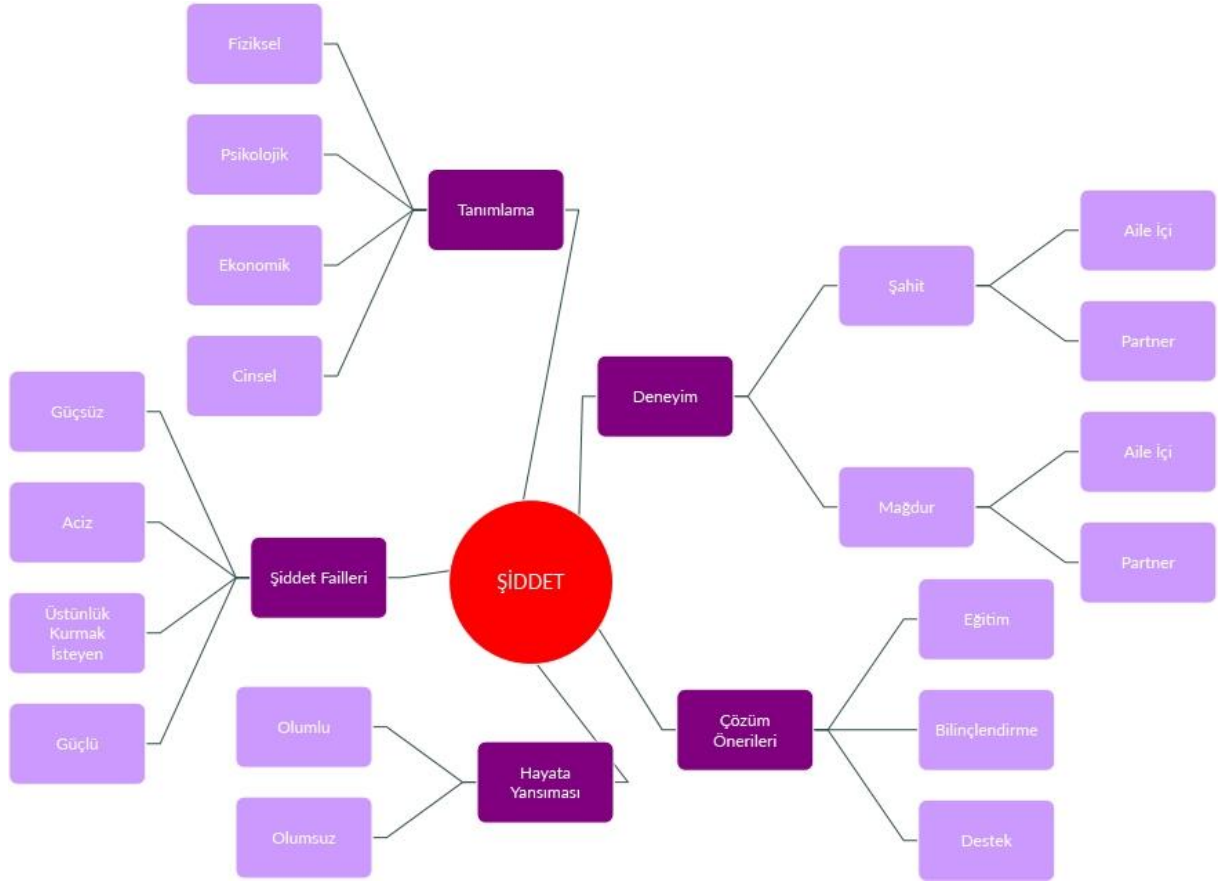 Fiziksel
Psikolojik
Ekonomik
Cinsel
Tanımlama
Güçsüz
Aciz
Üstünlük
Kurmak
İsteyen
Güçlü
Şiddet Failleri
ŞİDDET
Deneyim
Şahit
Aile İçi
Partner
Mağdur
Aile İçi
Partner
Olumlu
Olumsuz
Hayata
Yansıması
Çözüm
Önerileri
Eğitim
Bilinçlendirme
Destek